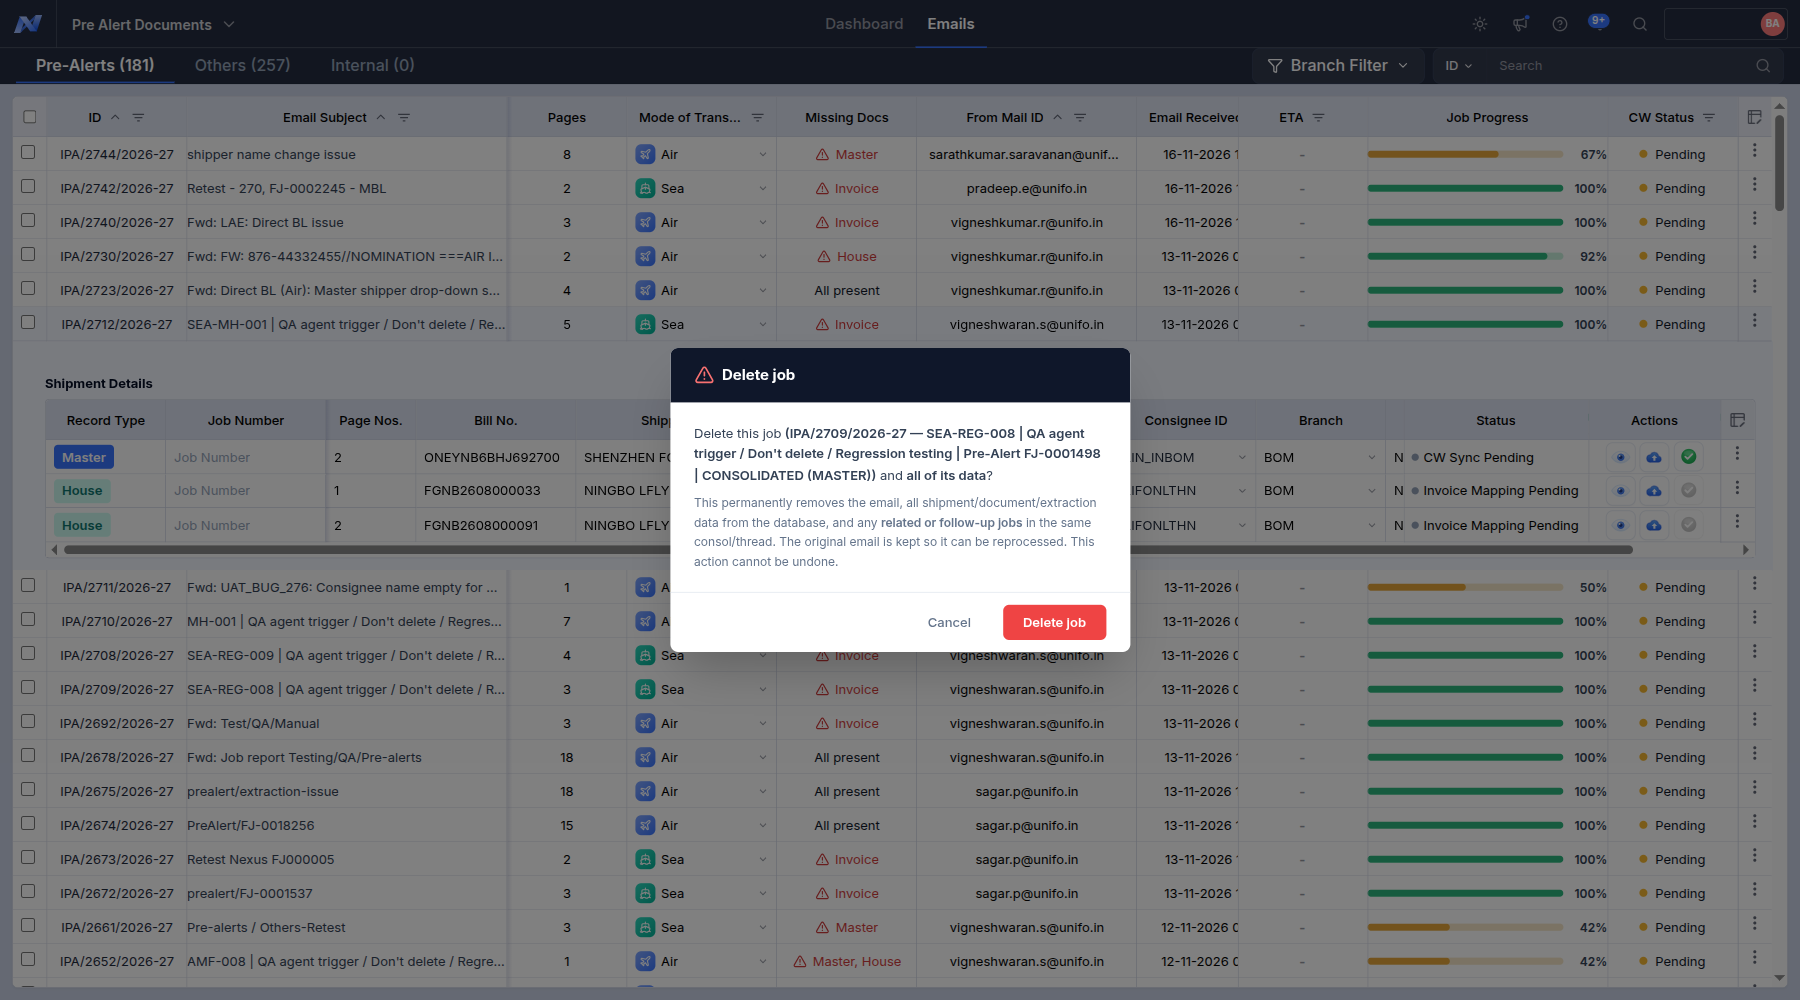 Pre Alert Documents
Dashboard
Emails
9+
BA
Pre-Alerts (181)
Others (257)
Internal (0)
Branch Filter
ID
Search
ID Email Subject Pages Mode of Trans... Missing Docs From Mail ID Email Received ETA Job Progress CW Status
IPA/2744/2026-27 shipper name change issue 8 Air Master sarathkumar.saravanan@unif... 16-11-2026 1 - 67% Pending
IPA/2742/2026-27 Retest - 270, FJ-0002245 - MBL 2 Sea Invoice pradeep.e@unifo.in 16-11-2026 - 100% Pending
IPA/2740/2026-27 Fwd: LAE: Direct BL issue 3 Air Invoice vigneshkumar.r@unifo.in 16-11-2026 - 100% Pending
IPA/2730/2026-27 Fwd: FW: 876-44332455//NOMINATION ===AIR I... 2 Air House vigneshkumar.r@unifo.in 13-11-2026 0 - 92% Pending
IPA/2723/2026-27 Fwd: Direct BL (Air): Master shipper drop-down s... 4 Air All present vigneshkumar.r@unifo.in 13-11-2026 0 - 100% Pending
IPA/2712/2026-27 SEA-MH-001 | QA agent trigger / Don't delete / Re... 5 Sea Invoice vigneshwaran.s@unifo.in 13-11-2026 0 - 100% Pending
Shipment Details
Record Type Job Number Page Nos. Bill No. Shipp Consignee ID Branch Status Actions
Master Job Number 2 ONEYNB6BHJ692700 SHENZHEN FO IN_INBOM BOM N CW Sync Pending
House Job Number 1 FGNB2608000033 NINGBO LFLY IFONLTHN BOM N Invoice Mapping Pending
House Job Number 2 FGNB2608000091 NINGBO LFLY IFONLTHN BOM N Invoice Mapping Pending
Delete job
Delete this job (IPA/2709/2026-27 — SEA-REG-008 | QA agent
trigger / Don't delete / Regression testing | Pre-Alert FJ-0001498
| CONSOLIDATED (MASTER)) and all of its data?
This permanently removes the email, all shipment/document/extraction
data from the database, and any related or follow-up jobs in the same
consol/thread. The original email is kept so it can be reprocessed. This
action cannot be undone.
Cancel
Delete job
IPA/2711/2026-27 Fwd: UAT_BUG_276: Consignee name empty for ... 1 13-11-2026 0 - 50% Pending
IPA/2710/2026-27 MH-001 | QA agent trigger / Don't delete / Regres... 7 13-11-2026 0 - 100% Pending
IPA/2708/2026-27 SEA-REG-009 | QA agent trigger / Don't delete / R... 4 Sea Invoice vigneshwaran.s@unifo.in 13-11-2026 0 - 100% Pending
IPA/2709/2026-27 SEA-REG-008 | QA agent trigger / Don't delete / R... 3 Sea Invoice vigneshwaran.s@unifo.in 13-11-2026 0 - 100% Pending
IPA/2692/2026-27 Fwd: Test/QA/Manual 3 Air Invoice vigneshwaran.s@unifo.in 13-11-2026 0 - 100% Pending
IPA/2678/2026-27 Fwd: Job report Testing/QA/Pre-alerts 18 Air All present vigneshwaran.s@unifo.in 13-11-2026 - 100% Pending
IPA/2675/2026-27 prealert/extraction-Issue 18 Air All present sagar.p@unifo.in 13-11-2026 1 - 100% Pending
IPA/2674/2026-27 PreAlert/FJ-0018256 15 Air All present sagar.p@unifo.in 13-11-2026 1 - 100% Pending
IPA/2673/2026-27 Retest Nexus FJ000005 2 Sea Invoice sagar.p@unifo.in 13-11-2026 - 100% Pending
IPA/2672/2026-27 prealert/FJ-0001537 3 Sea Invoice sagar.p@unifo.in 13-11-2026 - 100% Pending
IPA/2661/2026-27 Pre-alerts / Others-Retest 3 Sea Master vigneshwaran.s@unifo.in 12-11-2026 0 - 42% Pending
IPA/2652/2026-27 AMF-008 | QA agent trigger / Don't delete / Regre... 1 Air Master, House vigneshwaran.s@unifo.in 12-11-2026 0 - 42% Pending